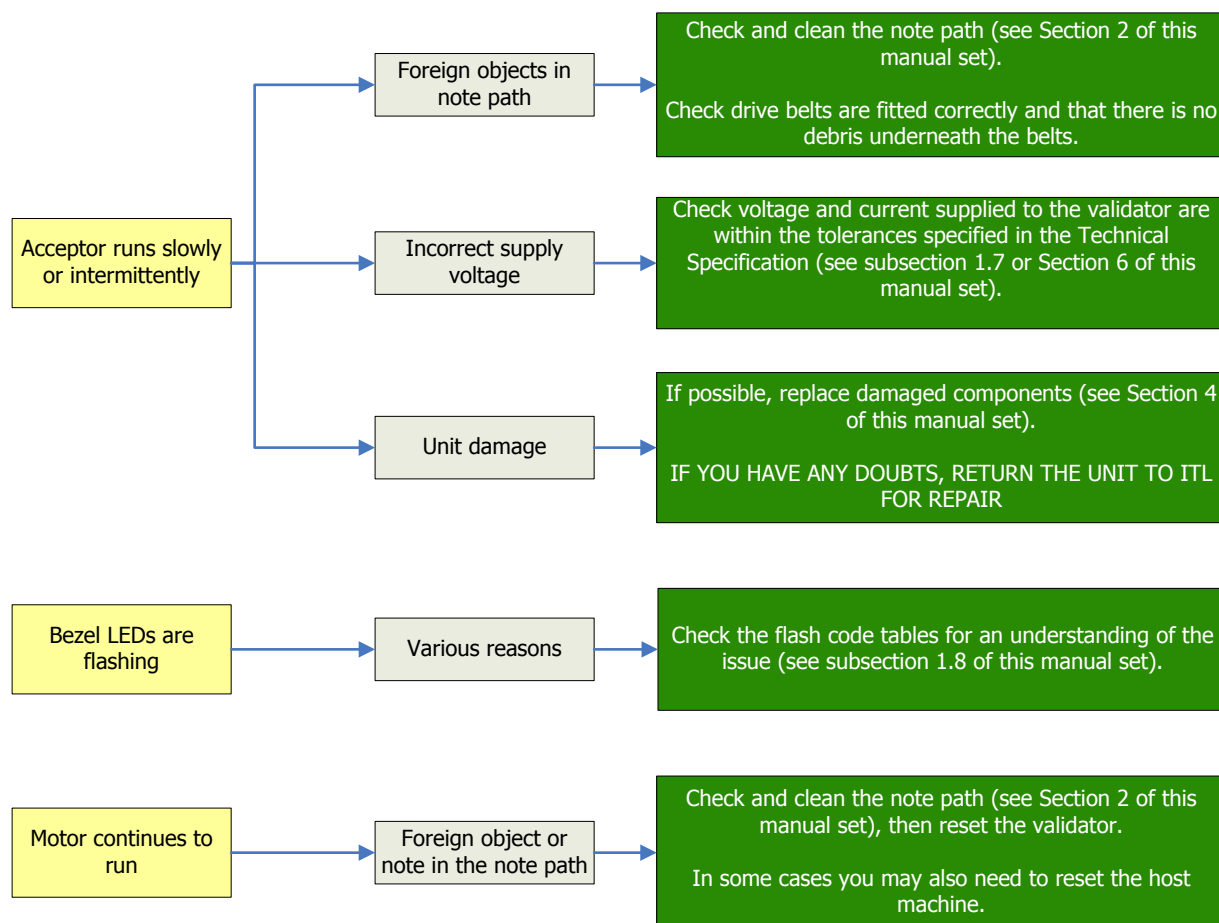 Foreign objects in
note path
Check and clean the note path (see Section 2 of this
manual set).
Check drive belts are fitted correctly and that there is no
debris underneath the belts.
Acceptor runs slowly
or intermittently
Incorrect supply
voltage
Check voltage and current supplied to the validator are
within the tolerances specified in the Technical
Specification (see subsection 1.7 or Section 6 of this
manual set).
Unit damage
If possible, replace damaged components (see Section 4
of this manual set).
IF YOU HAVE ANY DOUBTS, RETURN THE UNIT TO ITL
FOR REPAIR
Bezel LEDs are
flashing
Various reasons
Check the flash code tables for an understanding of the
issue (see subsection 1.8 of this manual set).
Motor continues to
run
Foreign object or
note in the note path
Check and clean the note path (see Section 2 of this
manual set), then reset the validator.
In some cases you may also need to reset the host
machine.